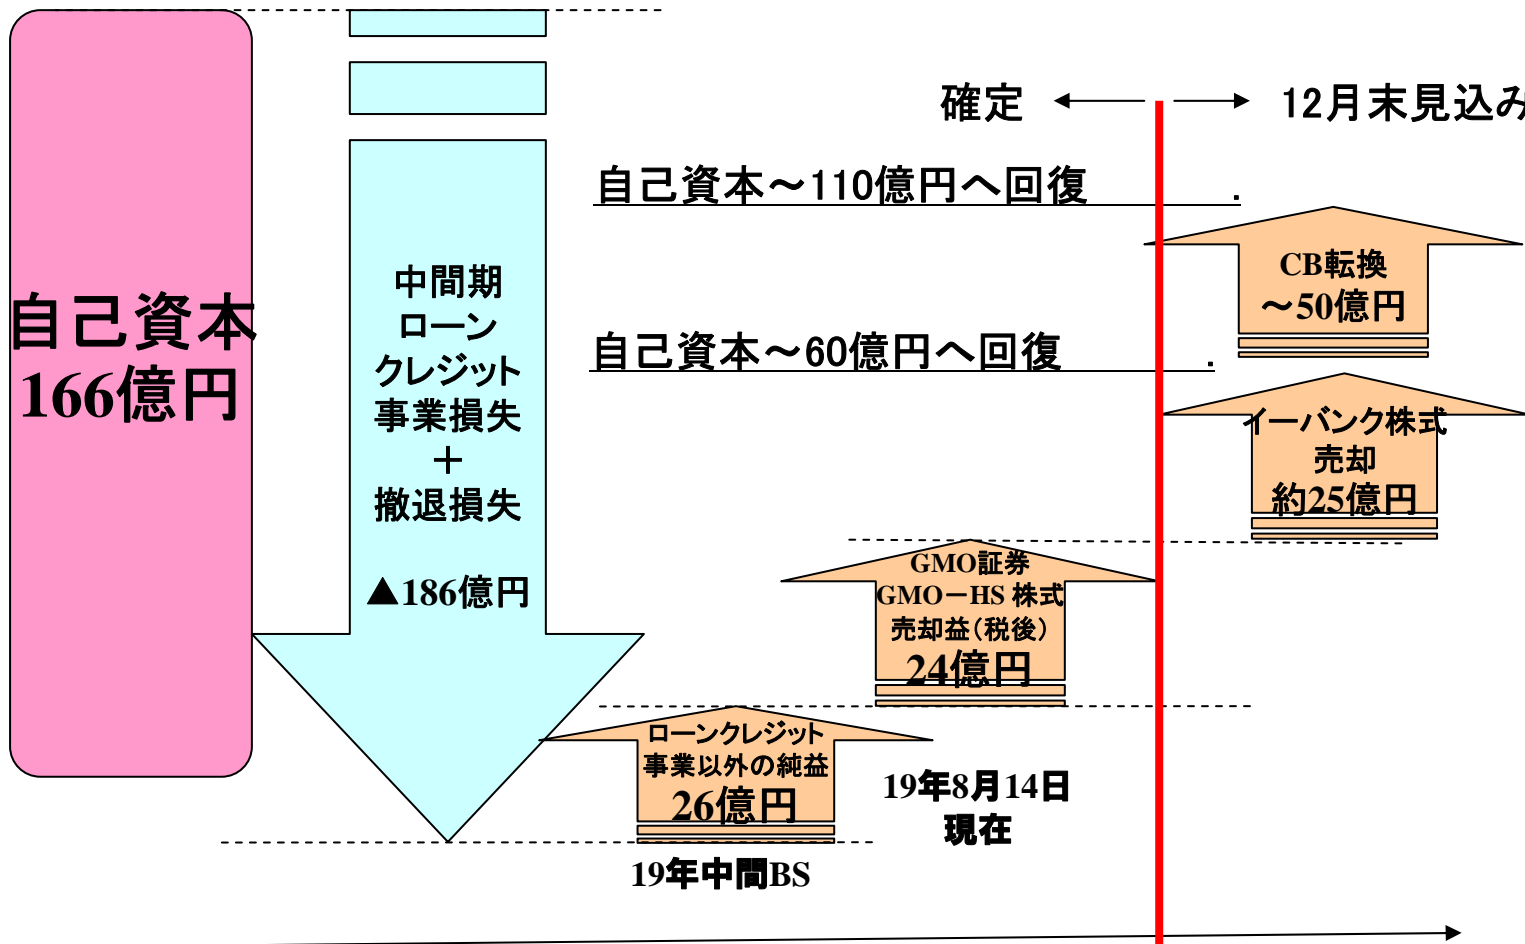 自己資本
166億円
中間期
ローン
クレジット
事業損失
＋
撤退損失
▲186億円
確定
12月末見込み
自己資本～110億円へ回復 .
CB転換
～50億円
自己資本～60億円へ回復 .
イーバンク株式
売却
約25億円
GMO証券
GMO－HS 株式
売却益（税後）
24億円
ローンクレジット
事業以外の純益
26億円
19年8月14日
現在
19年中間BS